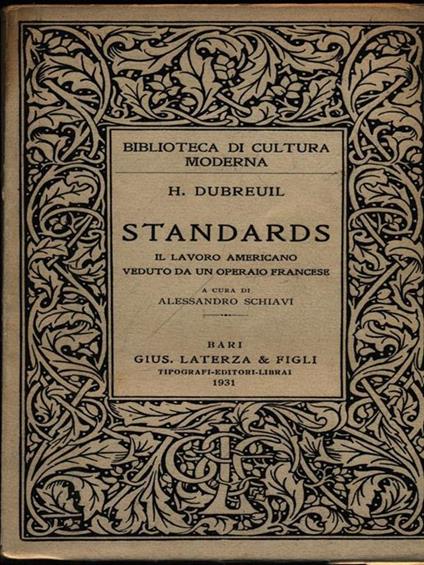 BIBLIOTECA DI CULTURA
MODERNA
H. DUBREUIL
STANDARDS
IL LAVORO AMERICANO
VEDUTO DA UN OPERAIO FRANCESE
A CURA DI
ALESSANDRO SCHIAVI
BARI
GIUS. LATERZA & FIGLI
TIPOGRAFI-EDITORI-LIBRAI
1931